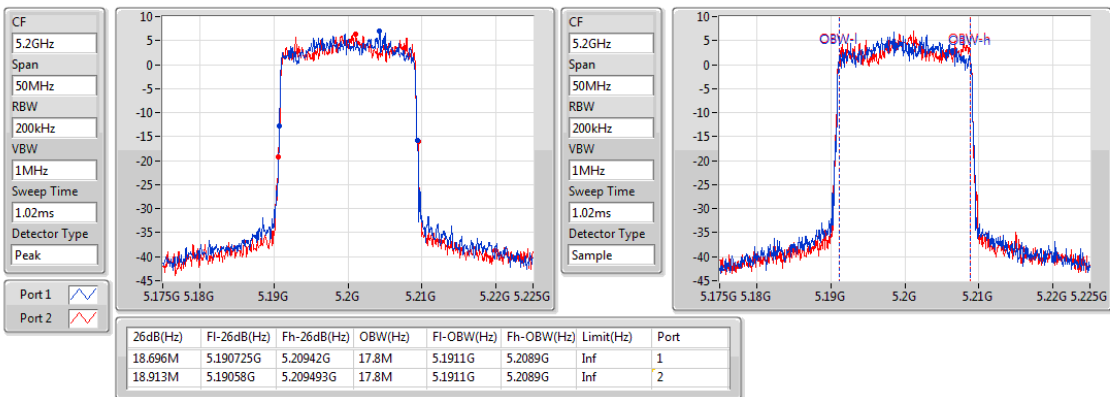 CF
5.2GHz
Span
50MHz
RBW
200kHz
VBW
1MHz
Sweep Time
1.02ms
Detector Type
Peak
Port 1
Port 2
10
5
0
-5
-10
-15
-20
-25
-30
-35
-40
-45
5.175G 5.18G 5.19G 5.2G 5.21G 5.22G 5.225G
CF
5.2GHz
Span
50MHz
RBW
200kHz
VBW
1MHz
Sweep Time
1.02ms
Detector Type
Sample
10
5
0
-5
-10
-15
-20
-25
-30
-35
-40
-45
OBW-l OBW-h
5.175G 5.18G 5.19G 5.2G 5.21G 5.22G 5.225G
26dB(Hz) Fl-26dB(Hz) Fh-26dB(Hz) OBW(Hz) Fl-OBW(Hz) Fh-OBW(Hz) Limit(Hz) Port
18.696M 5.190725G 5.20942G 17.8M 5.1911G 5.2089G Inf 1
18.913M 5.19058G 5.209493G 17.8M 5.1911G 5.2089G Inf 2